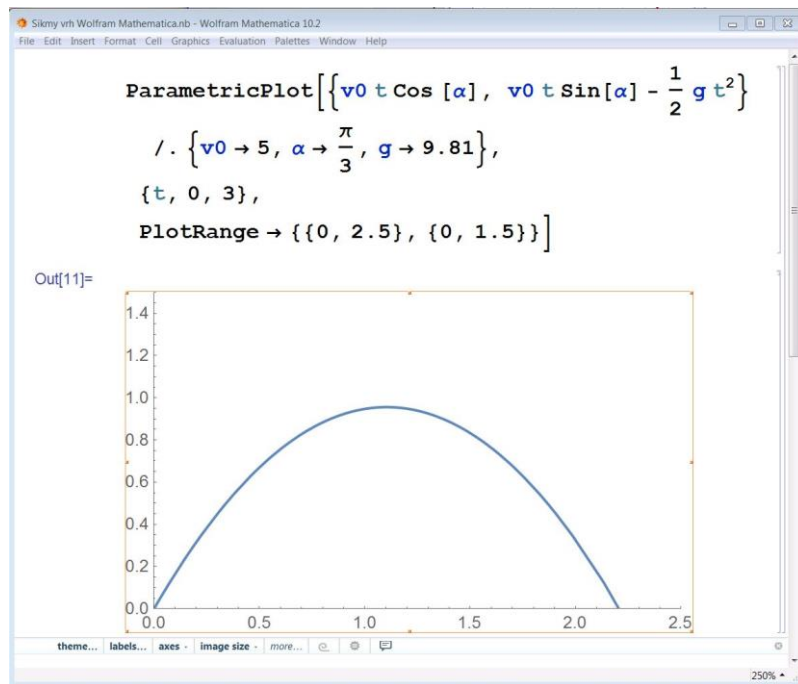 Sikmy vrh Wolfram Mathematica.nb - Wolfram Mathematica 10.2
File Edit Insert Format Cell Graphics Evaluation Palettes Window Help
ParametricPlot[{v0 t Cos [α], v0 t Sin[α] - 1/2 g t²}
/. {v0 → 5, α → π/3, g → 9.81},
{t, 0, 3},
PlotRange → {{0, 2.5}, {0, 1.5}}]
Out[11]=
1.4
1.2
1.0
0.8
0.6
0.4
0.2
0.0
0.0 0.5 1.0 1.5 2.0 2.5
theme... labels... axes image size more...
250%